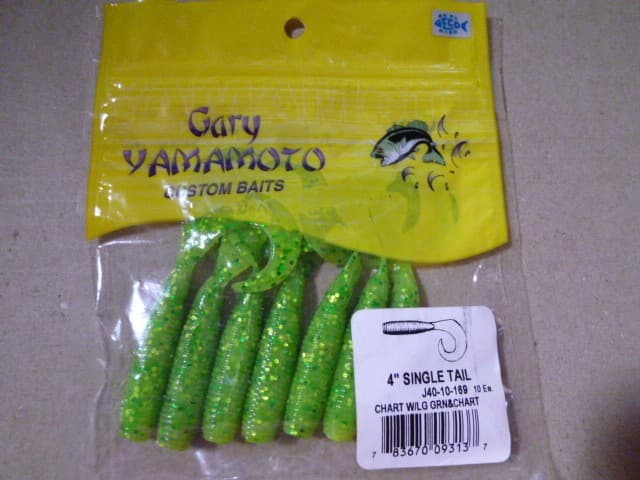 Gary
YAMAMOTO
CUSTOM BAITS
4" SINGLE TAIL
J40-10-169 10 Ea.
CHART W/LG GRN&CHART
7 83670 09313 7